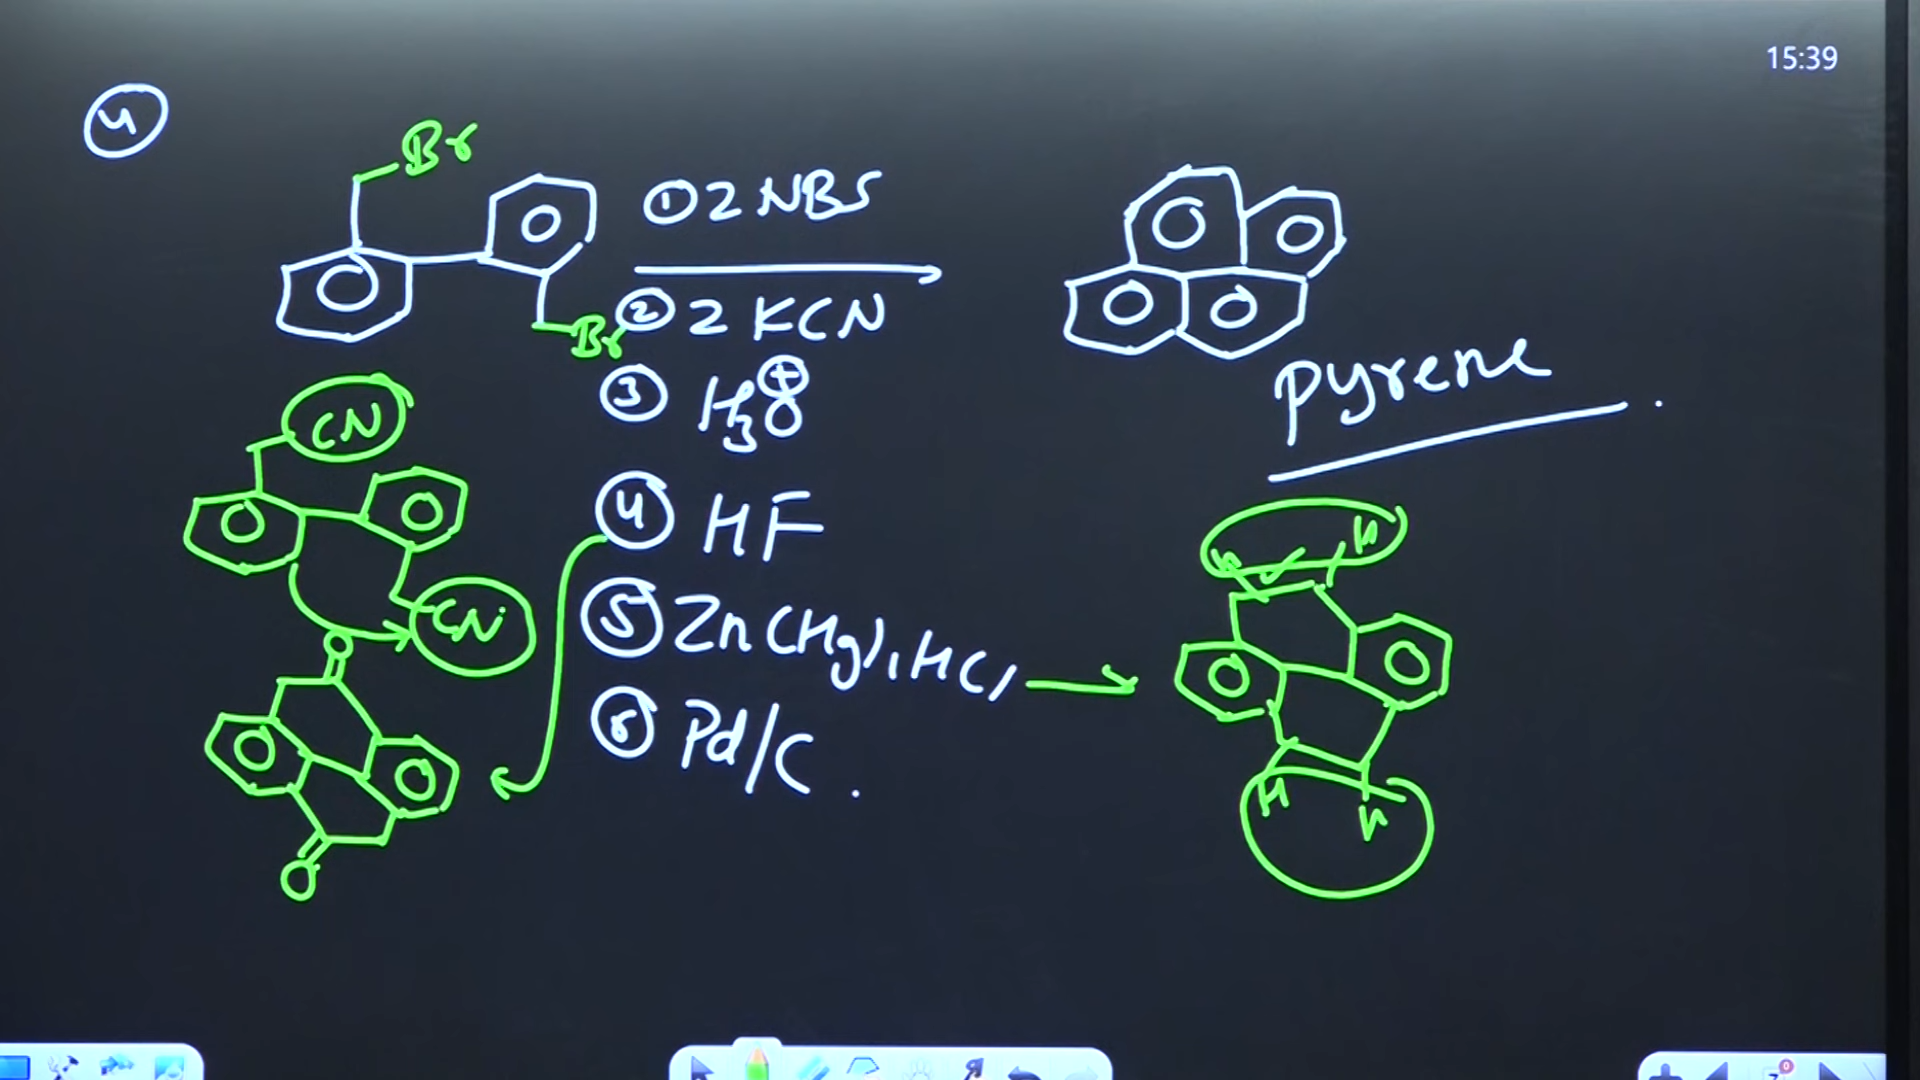 15:39
4
Br
① 2 NBS
② 2 KCN
Br
③ H₃O⊕
pyrene
CN
④ HF
H H
⑤ Zn(Hg), HCl
CN
O
⑥ Pd/C
H H
O